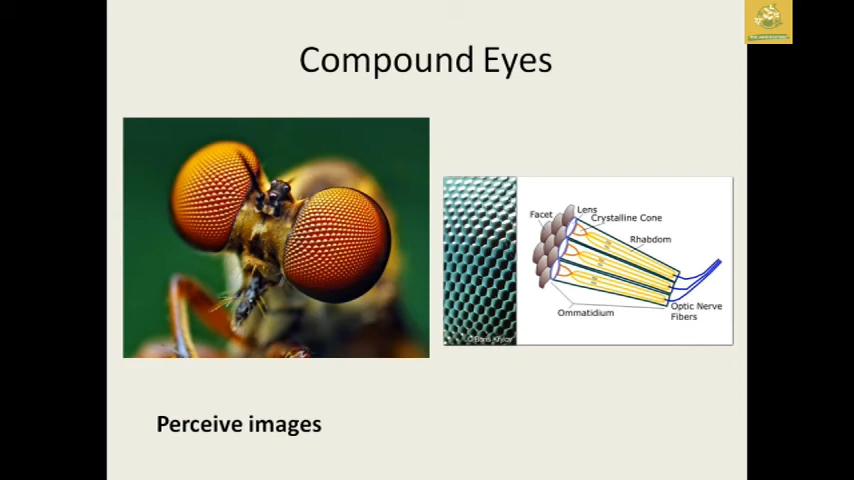 Compound Eyes
Facet
Lens
Crystalline Cone
Rhabdom
Ommatidium
Optic Nerve
Fibers
Perceive images